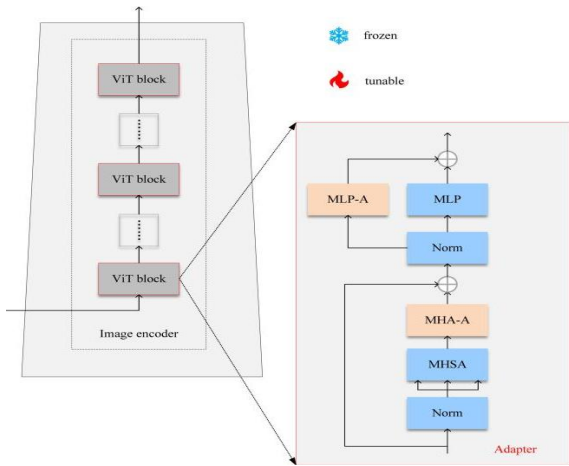 ViT block
ViT block
ViT block
Image encoder
frozen
tunable
MLP-A
MLP
Norm
MHA-A
MHSA
Norm
Adapter